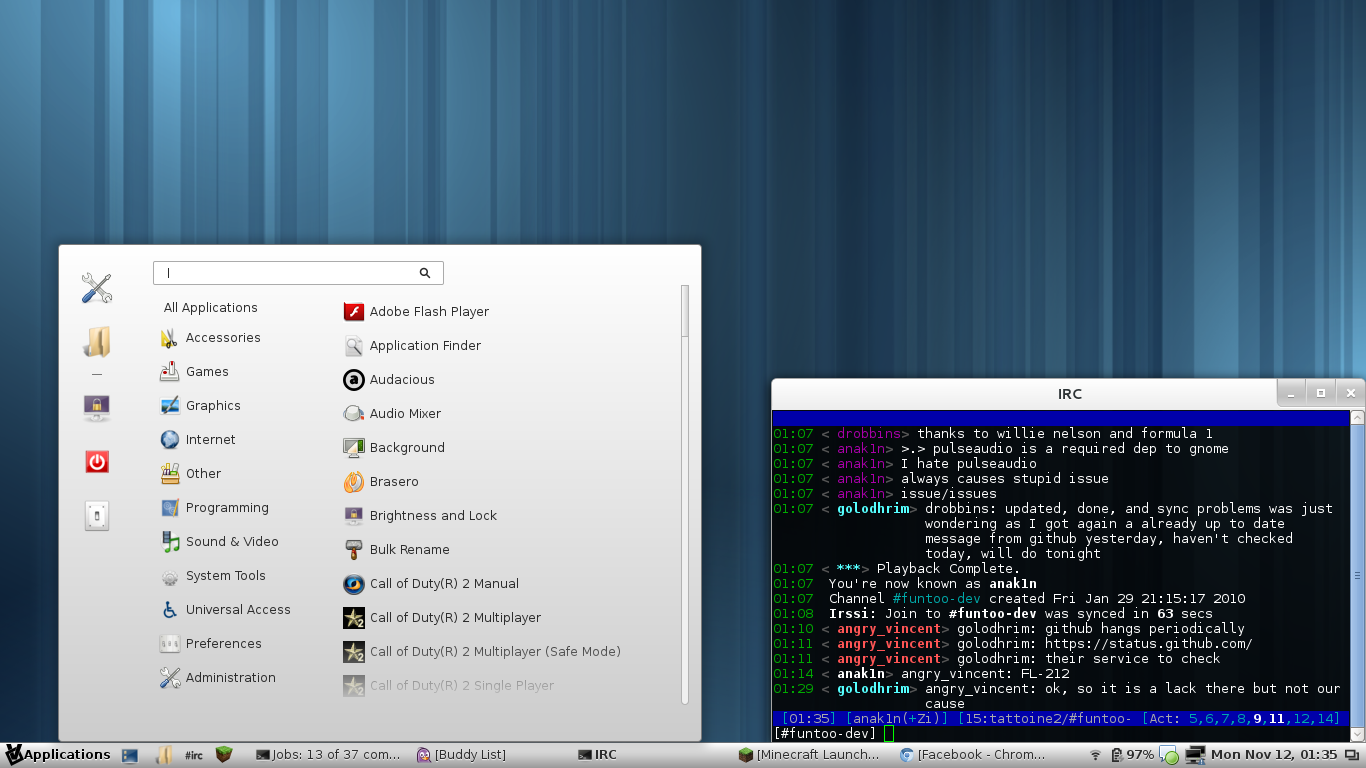 All Applications
Accessories
Games
Graphics
Internet
Other
Programming
Sound & Video
System Tools
Universal Access
Preferences
Administration
Adobe Flash Player
Application Finder
Audacious
Audio Mixer
Background
Brasero
Brightness and Lock
Bulk Rename
Call of Duty(R) 2 Manual
Call of Duty(R) 2 Multiplayer
Call of Duty(R) 2 Multiplayer (Safe Mode)
Call of Duty(R) 2 Single Player
IRC
01:07 < drobbins> thanks to willie nelson and formula 1
01:07 < anak1n> >.> pulseaudio is a required dep to gnome
01:07 < anak1n> I hate pulseaudio
01:07 < anak1n> always causes stupid issue
01:07 < anak1n> issue/issues
01:07 < golodhrim> drobbins: updated, done, and sync problems was just
wondering as I got again a already up to date
message from github yesterday, haven't checked
today, will do tonight
01:07 < ***> Playback Complete.
01:07 You're now known as anak1n
01:07 Channel #funtoo-dev created Fri Jan 29 21:15:17 2010
01:08 Irssi: Join to #funtoo-dev was synced in 63 secs
01:10 < angry_vincent> golodhrim: github hangs periodically
01:11 < angry_vincent> golodhrim: https://status.github.com/
01:11 < angry_vincent> golodhrim: their service to check
01:14 < anak1n> angry_vincent: FL-212
01:29 < golodhrim> angry_vincent: ok, so it is a lack there but not our
cause
[01:35] [anak1n(+Zi)] [15:tattoine2/#funtoo- [Act: 5,6,7,8,9,11,12,14]
[#funtoo-dev]
Applications #irc Jobs: 13 of 37 com... [Buddy List] IRC [Minecraft Launch... [Facebook - Chrom... 97% Mon Nov 12, 01:35